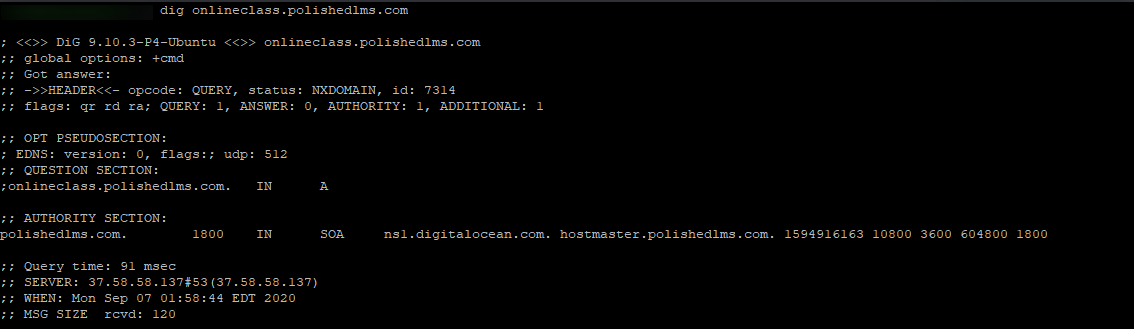 dig onlineclass.polishedlms.com
; <<>> DiG 9.10.3-P4-Ubuntu <<>> onlineclass.polishedlms.com
;; global options: +cmd
;; Got answer:
;; ->>HEADER<<- opcode: QUERY, status: NXDOMAIN, id: 7314
;; flags: qr rd ra; QUERY: 1, ANSWER: 0, AUTHORITY: 1, ADDITIONAL: 1
;; OPT PSEUDOSECTION:
; EDNS: version: 0, flags:; udp: 512
;; QUESTION SECTION:
;onlineclass.polishedlms.com. IN A
;; AUTHORITY SECTION:
polishedlms.com. 1800 IN SOA ns1.digitalocean.com. hostmaster.polishedlms.com. 1594916163 10800 3600 604800 1800
;; Query time: 91 msec
;; SERVER: 37.58.58.137#53(37.58.58.137)
;; WHEN: Mon Sep 07 01:58:44 EDT 2020
;; MSG SIZE rcvd: 120